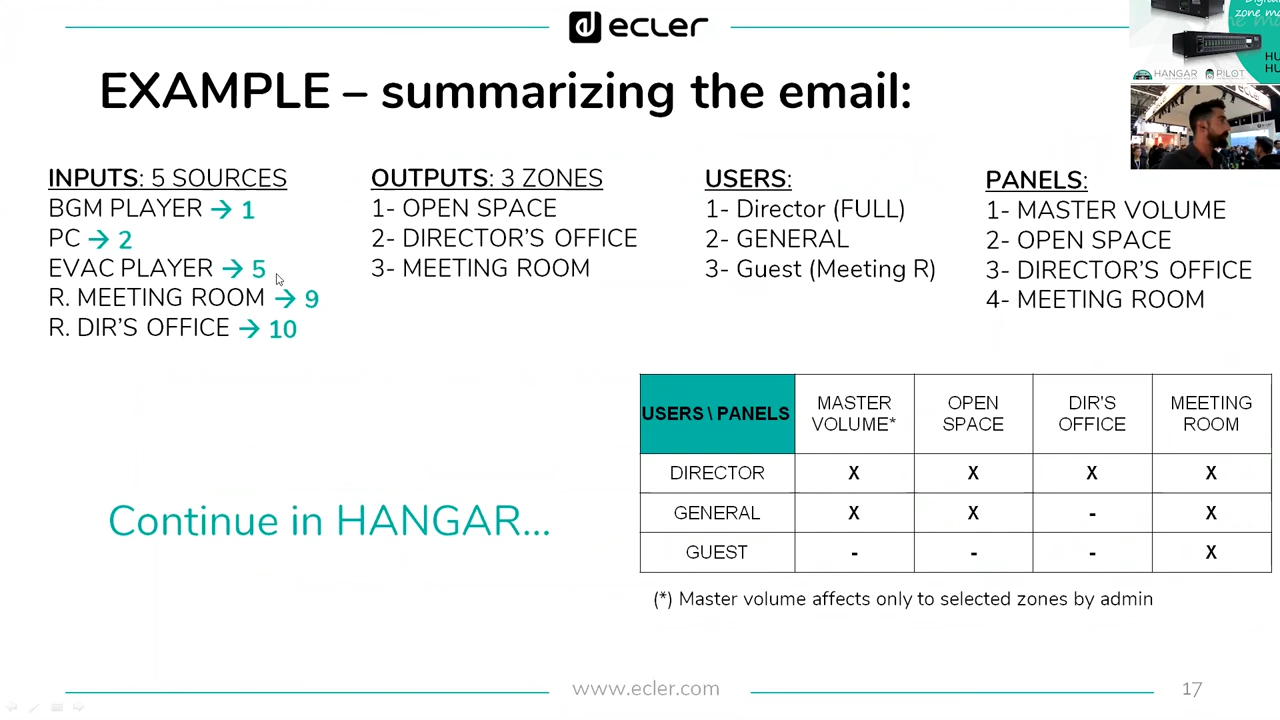 ecler
EXAMPLE – summarizing the email:
INPUTS: 5 SOURCES
BGM PLAYER → 1
PC → 2
EVAC PLAYER → 5
R. MEETING ROOM → 9
R. DIR'S OFFICE → 10
OUTPUTS: 3 ZONES
1- OPEN SPACE
2- DIRECTOR'S OFFICE
3- MEETING ROOM
USERS:
1- Director (FULL)
2- GENERAL
3- Guest (Meeting R)
PANELS:
1- MASTER VOLUME
2- OPEN SPACE
3- DIRECTOR'S OFFICE
4- MEETING ROOM
Digital
HANGAR PILOT
USERS \ PANELS MASTER VOLUME* OPEN SPACE DIR'S OFFICE MEETING ROOM
DIRECTOR X X X X
GENERAL X X - X
GUEST - - - X
(*) Master volume affects only to selected zones by admin
Continue in HANGAR...
www.ecler.com
17